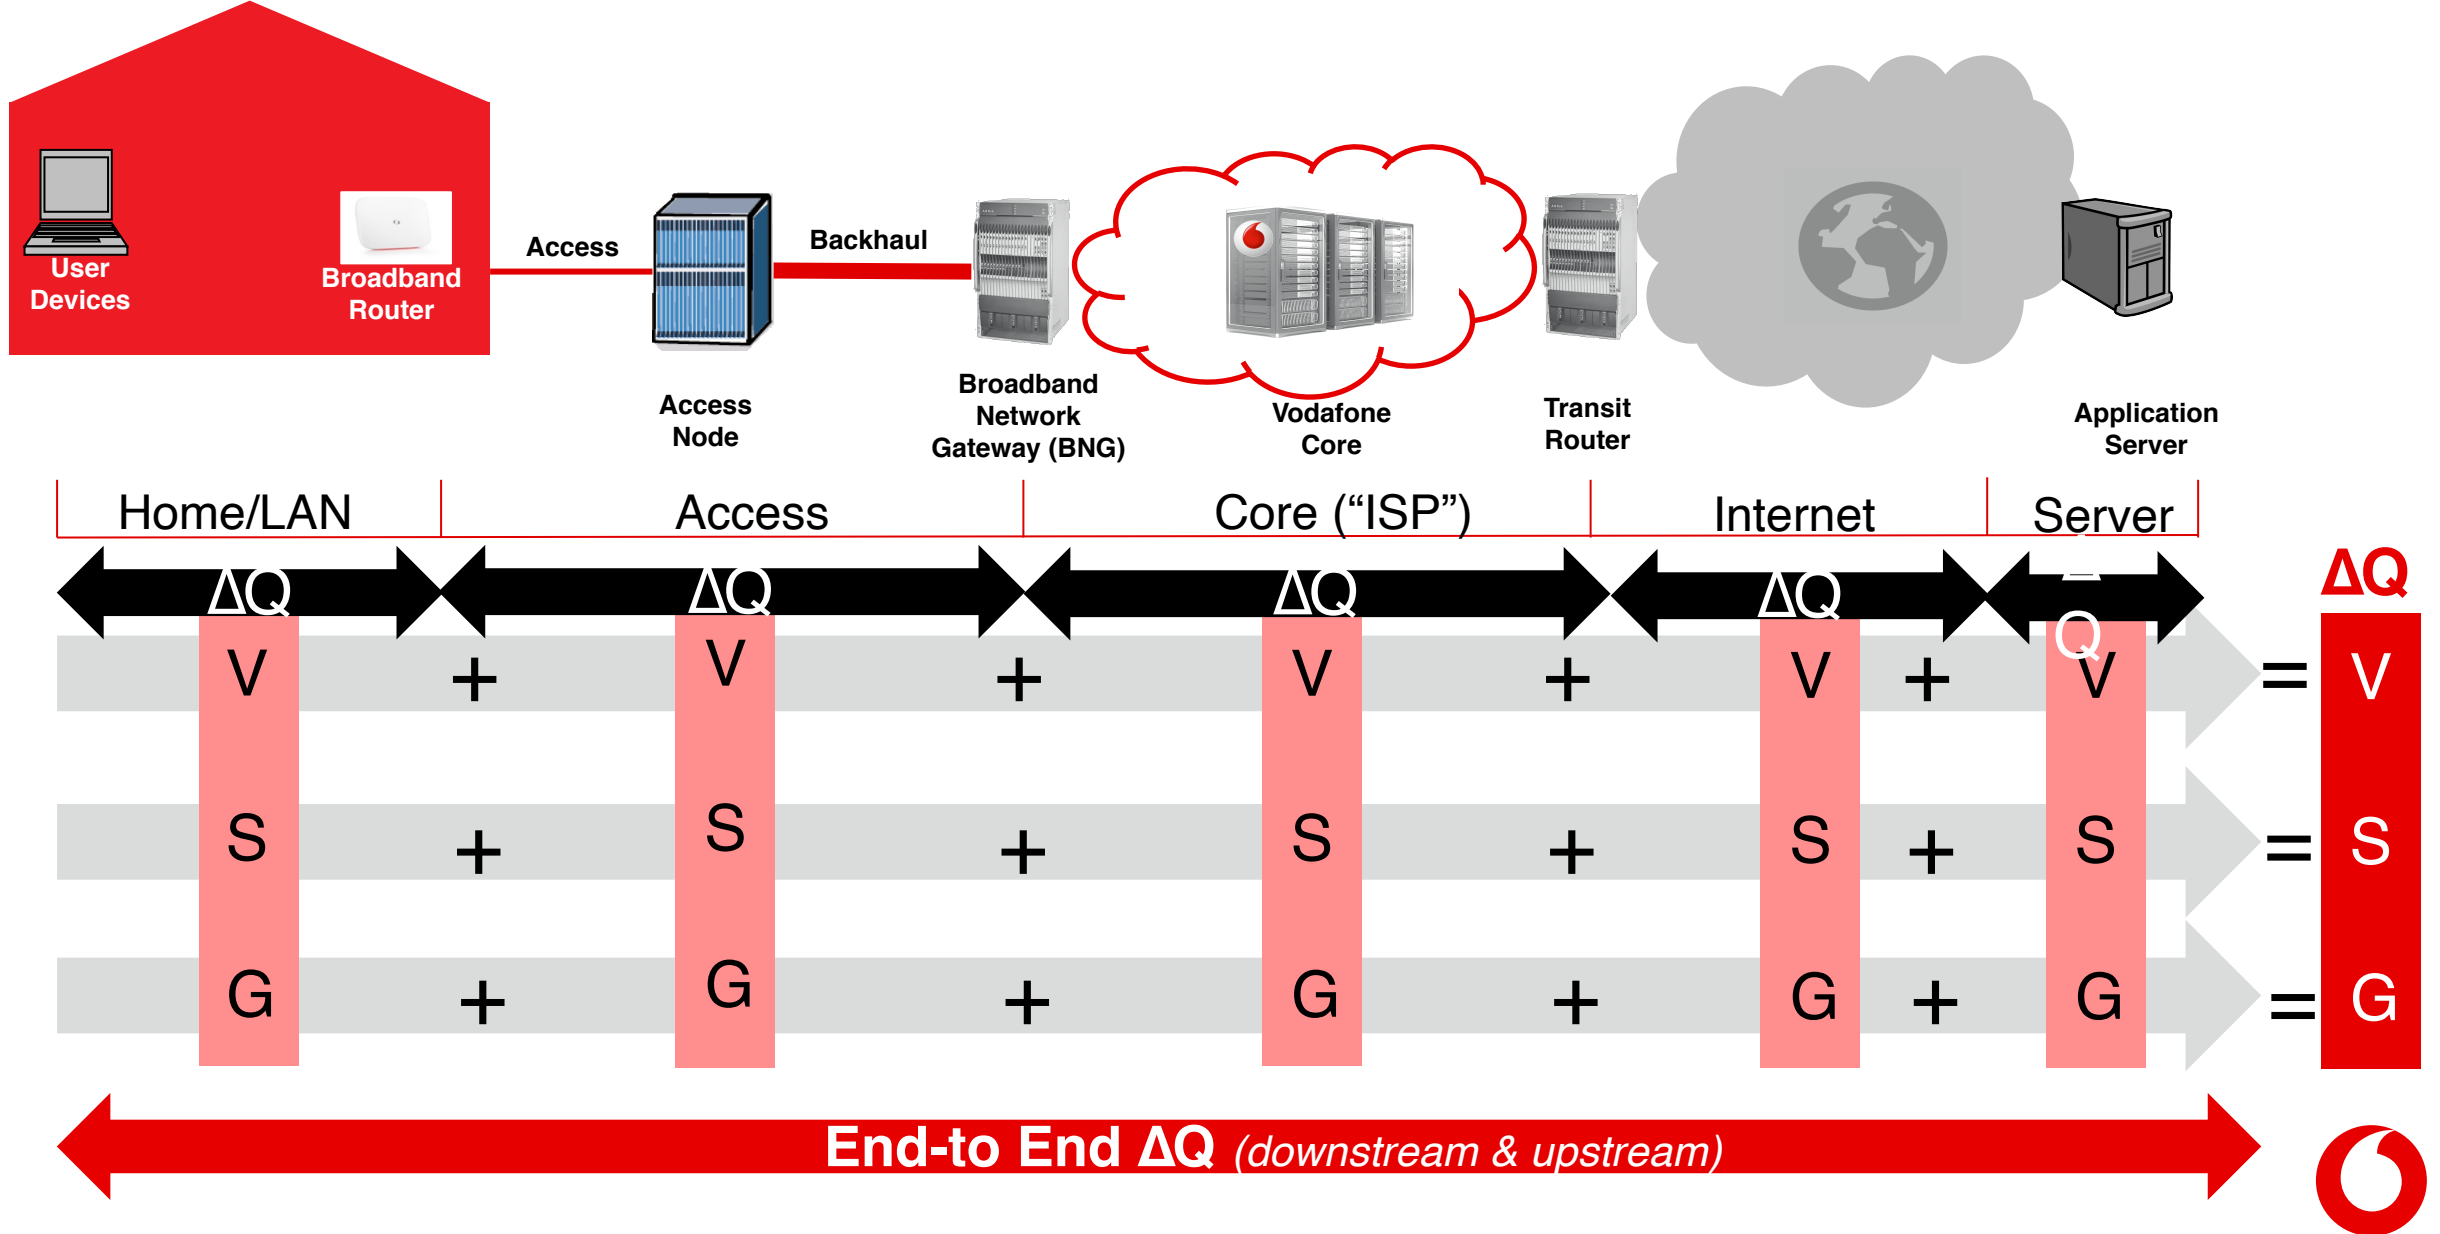 User
Devices
Broadband
Router
Access
Backhaul
Access
Node
Broadband
Network
Gateway (BNG)
Vodafone
Core
Transit
Router
Application
Server
Home/LAN
Access
Core (“ISP”)
Internet
Server
ΔQ
ΔQ
ΔQ
ΔQ
Δ
Q
ΔQ
V + V + V + V + V = V
S + S + S + S + S = S
G + G + G + G + G = G
End-to End ΔQ (downstream & upstream)